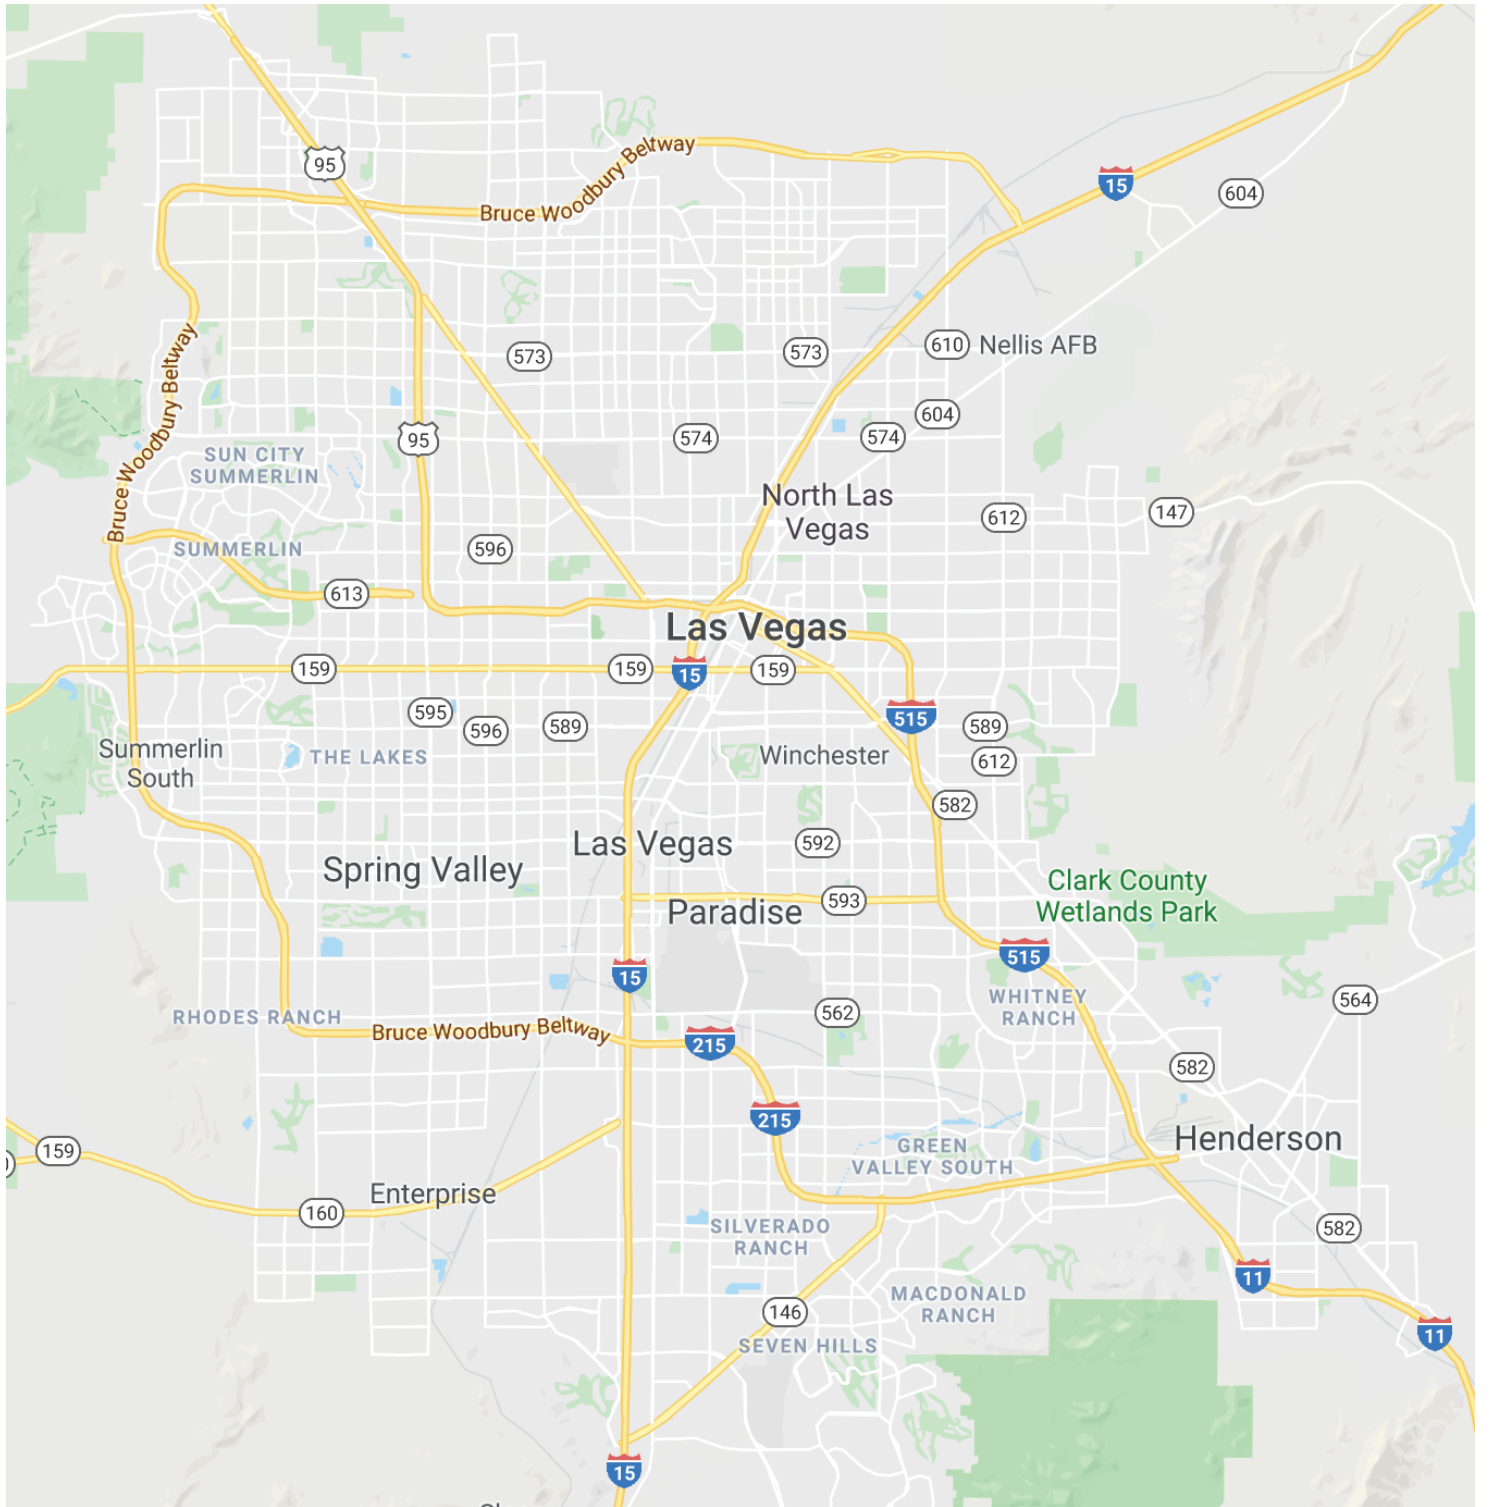 95
Bruce Woodbury Beltway
15
604
573
573
610
Nellis AFB
Bruce Woodbury Beltway
604
95
574
574
SUN CITY
SUMMERLIN
North Las
Vegas
612
147
Bruce Woodbury Beltway
SUMMERLIN
596
613
Las Vegas
159
159
15
159
595
596
589
515
589
Summerlin
South
THE LAKES
Winchester
612
582
Las Vegas
592
Spring Valley
Clark County
Wetlands Park
593
Paradise
515
15
WHITNEY
RANCH
564
RHODES RANCH
562
Bruce Woodbury Beltway
215
582
215
159
GREEN
VALLEY SOUTH
Henderson
Enterprise
160
SILVERADO
RANCH
582
11
MACDONALD
RANCH
146
SEVEN HILLS
11
15